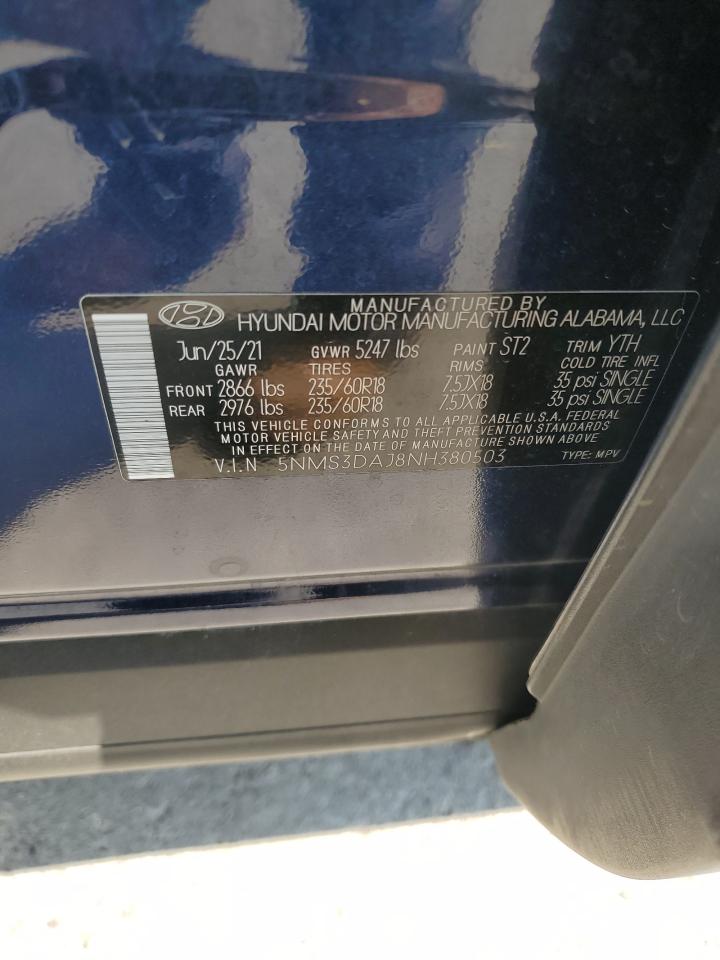 MANUFACTURED BY
HYUNDAI MOTOR MANUFACTURING ALABAMA, LLC
Jun/25/21 GVWR 5247 lbs PAINT ST2 TRIM YTH
GAWR TIRES RIMS COLD TIRE INFL
FRONT 2866 lbs 235/60R18 7.5JX18 35 psi SINGLE
REAR 2976 lbs 235/60R18 7.5JX18 35 psi SINGLE
THIS VEHICLE CONFORMS TO ALL APPLICABLE U.S.A. FEDERAL
MOTOR VEHICLE SAFETY AND THEFT PREVENTION STANDARDS
IN EFFECT ON THE DATE OF MANUFACTURE SHOWN ABOVE
V.I.N 5NMS3DAJ8NH380503 TYPE: MPV